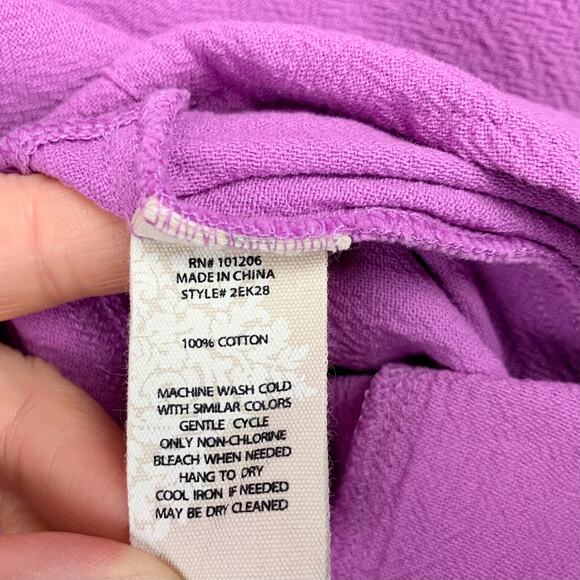 RN# 101206
MADE IN CHINA
STYLE# 2EK28
100% COTTON
MACHINE WASH COLD
WITH SIMILAR COLORS
GENTLE CYCLE
ONLY NON-CHLORINE
BLEACH WHEN NEEDED
HANG TO DRY
COOL IRON IF NEEDED
MAY BE DRY CLEANED